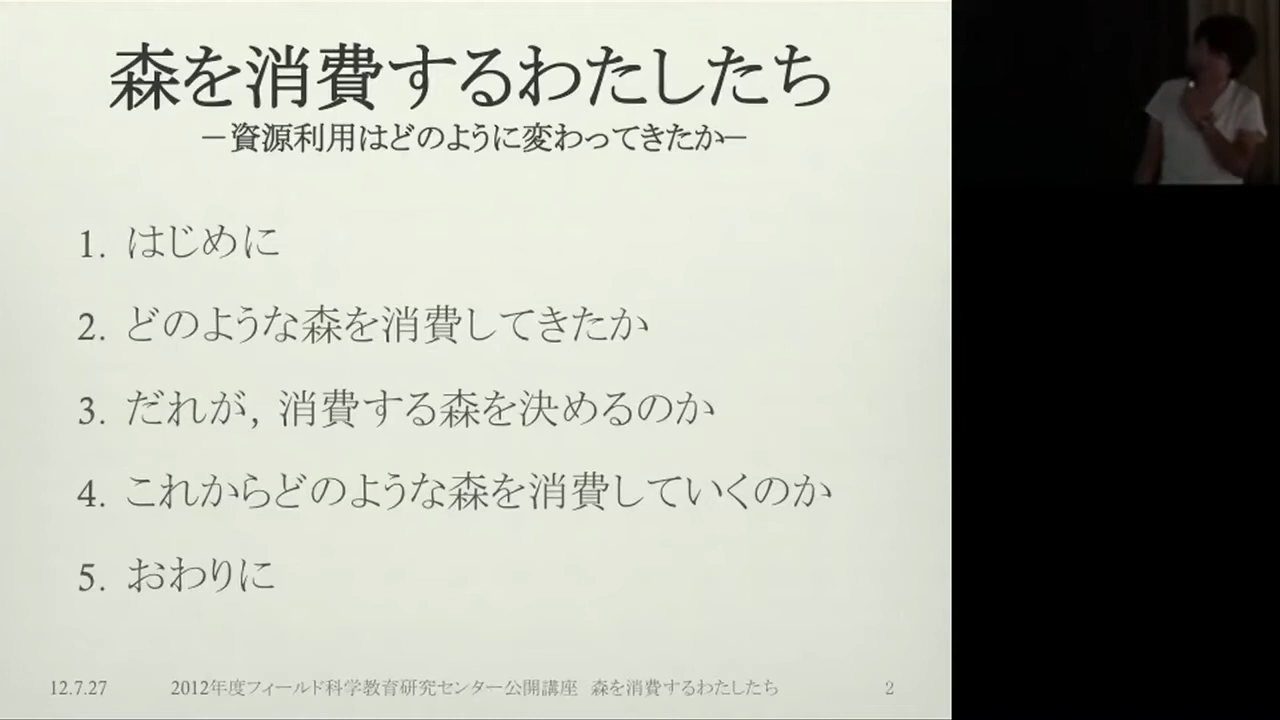 森を消費するわたしたち
－資源利用はどのように変わってきたか－
1. はじめに
2. どのような森を消費してきたか
3. だれが, 消費する森を決めるのか
4. これからどのような森を消費していくのか
5. おわりに
12.7.27 2012年度フィールド科学教育研究センター公開講座 森を消費するわたしたち 2